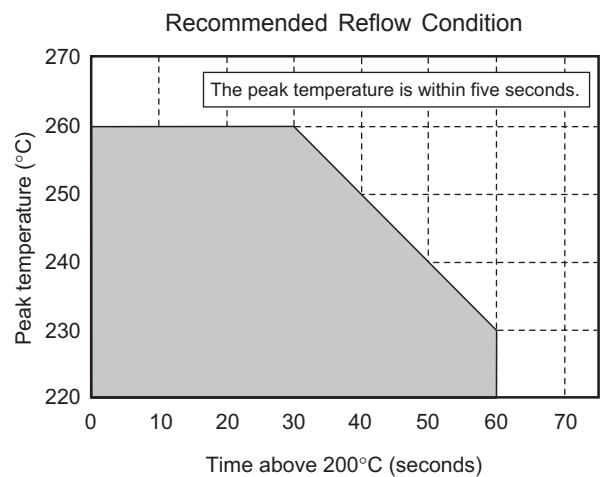 Recommended Reflow Condition
The peak temperature is within five seconds.
Peak temperature (°C)
270
260
250
240
230
220
0 10 20 30 40 50 60 70
Time above 200°C (seconds)